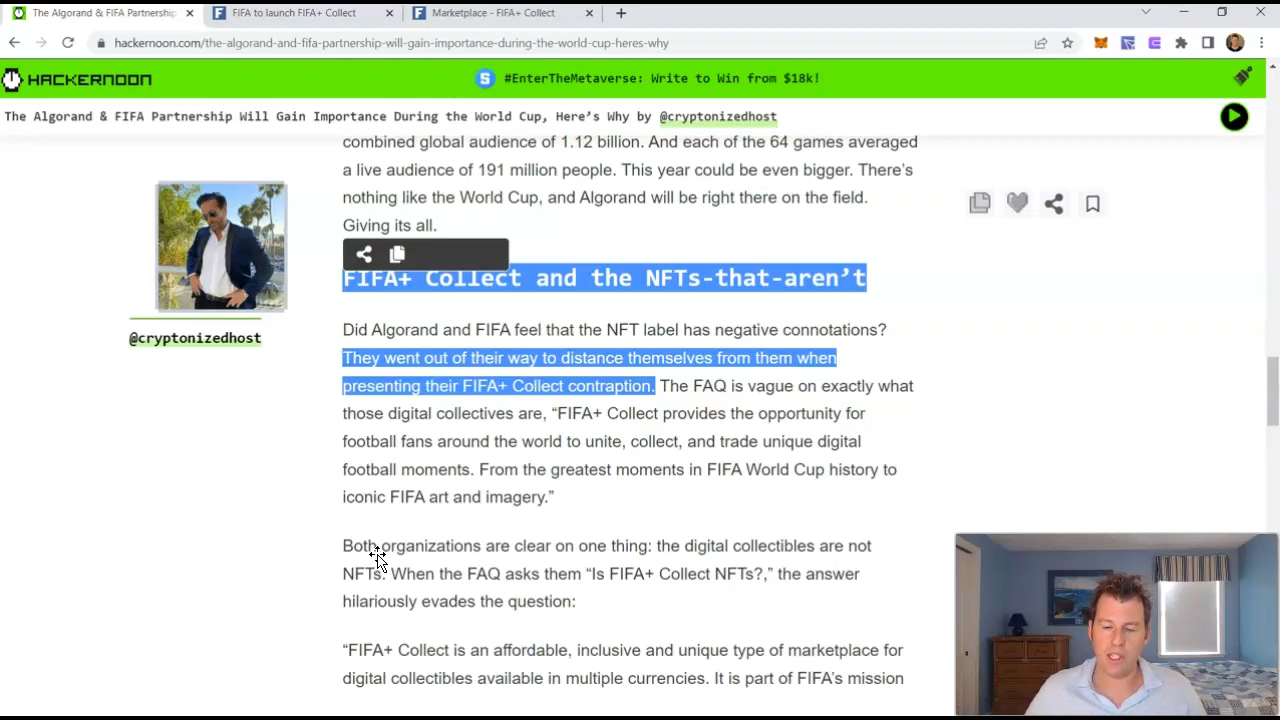 The Algorand & FIFA Partnership
FIFA to launch FIFA+ Collect
Marketplace - FIFA+ Collect
hackernoon.com/the-algorand-and-fifa-partnership-will-gain-importance-during-the-world-cup-heres-why
HACKERNOON
S
#EnterTheMetaverse: Write to Win from $18k!
The Algorand & FIFA Partnership Will Gain Importance During the World Cup, Here’s Why by @cryptonizedhost
combined global audience of 1.12 billion. And each of the 64 games averaged
a live audience of 191 million people. This year could be even bigger. There’s
nothing like the World Cup, and Algorand will be right there on the field.
Giving its all.
FIFA+ Collect and the NFTs-that-aren’t
@cryptonizedhost
Did Algorand and FIFA feel that the NFT label has negative connotations?
They went out of their way to distance themselves from them when
presenting their FIFA+ Collect contraption. The FAQ is vague on exactly what
those digital collectives are, “FIFA+ Collect provides the opportunity for
football fans around the world to unite, collect, and trade unique digital
football moments. From the greatest moments in FIFA World Cup history to
iconic FIFA art and imagery.”
Both organizations are clear on one thing: the digital collectibles are not
NFTs. When the FAQ asks them “Is FIFA+ Collect NFTs?,” the answer
hilariously evades the question:
“FIFA+ Collect is an affordable, inclusive and unique type of marketplace for
digital collectibles available in multiple currencies. It is part of FIFA’s mission